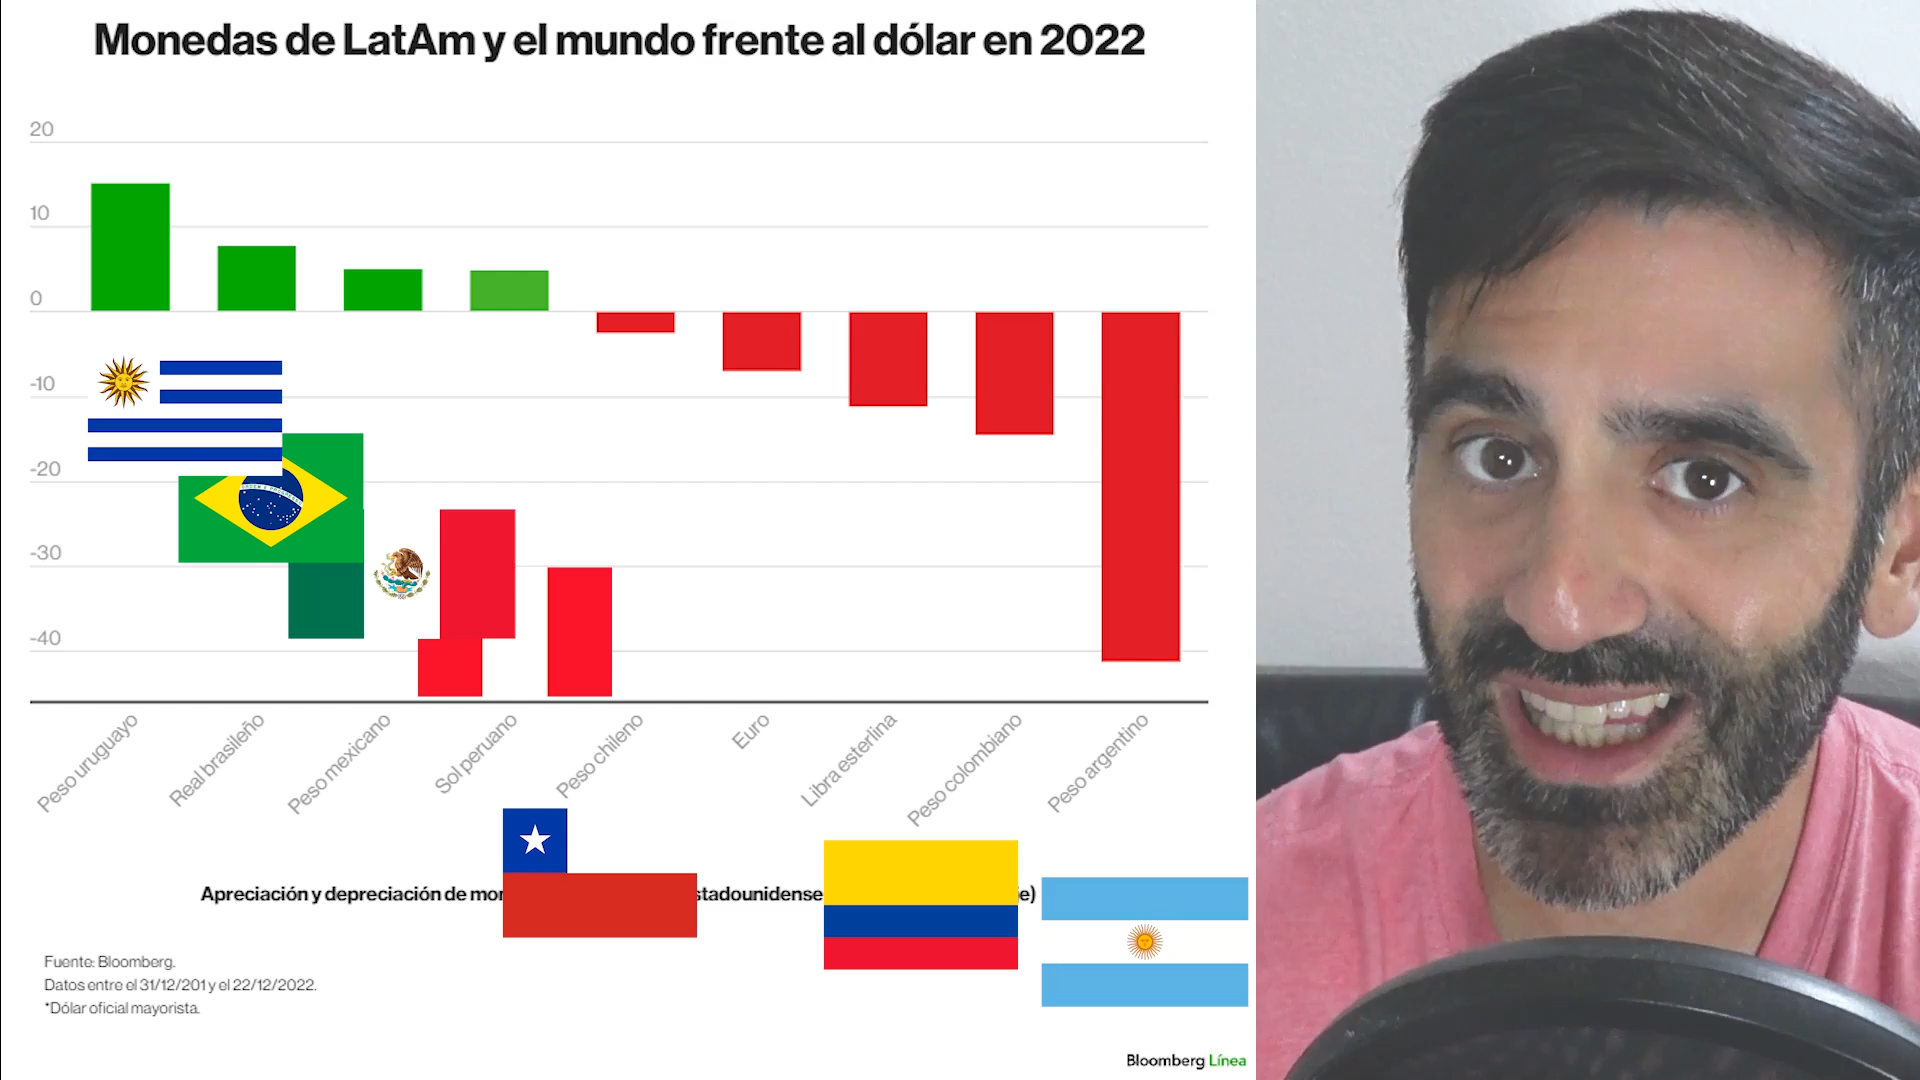 Monedas de LatAm y el mundo frente al dólar en 2022
20
10
0
-10
-20
-30
-40
Peso uruguayo
Real brasileño
Peso mexicano
Sol peruano
Peso chileno
Euro
Libra esterlina
Peso colombiano
Peso argentino
Apreciación y depreciación de mon stadounidense e)
Fuente: Bloomberg.
Datos entre el 31/12/201 y el 22/12/2022.
*Dólar oficial mayorista.
Bloomberg Línea